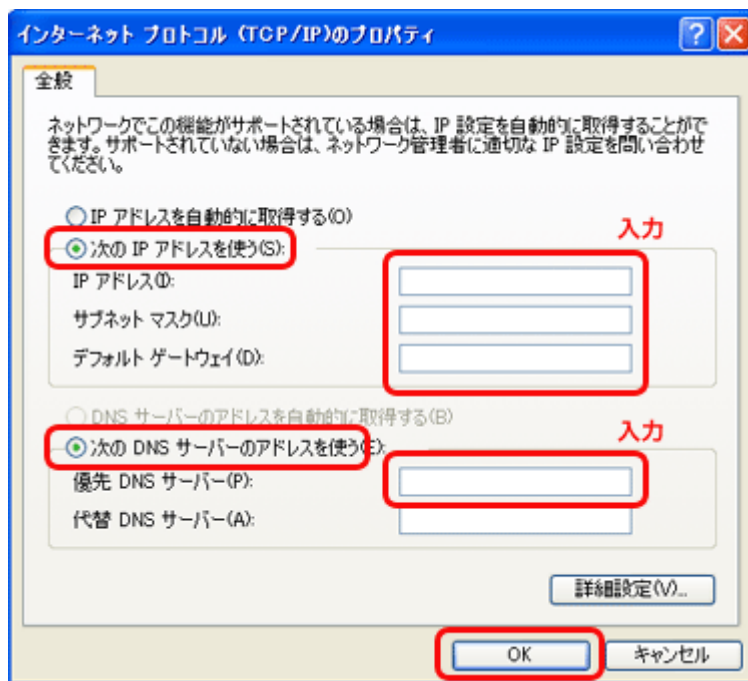 インターネット プロトコル (TCP/IP)のプロパティ
全般
ネットワークでこの機能がサポートされている場合は、IP 設定を自動的に取得することがで
きます。サポートされていない場合は、ネットワーク管理者に適切な IP 設定を問い合わせ
てください。
IP アドレスを自動的に取得する(O)
入力
次の IP アドレスを使う(S):
IP アドレス(I):
サブネット マスク(U):
デフォルト ゲートウェイ(D):
DNS サーバーのアドレスを自動的に取得する(B)
入力
次の DNS サーバーのアドレスを使う(E):
優先 DNS サーバー(P):
代替 DNS サーバー(A):
詳細設定(V)...
OK
キャンセル